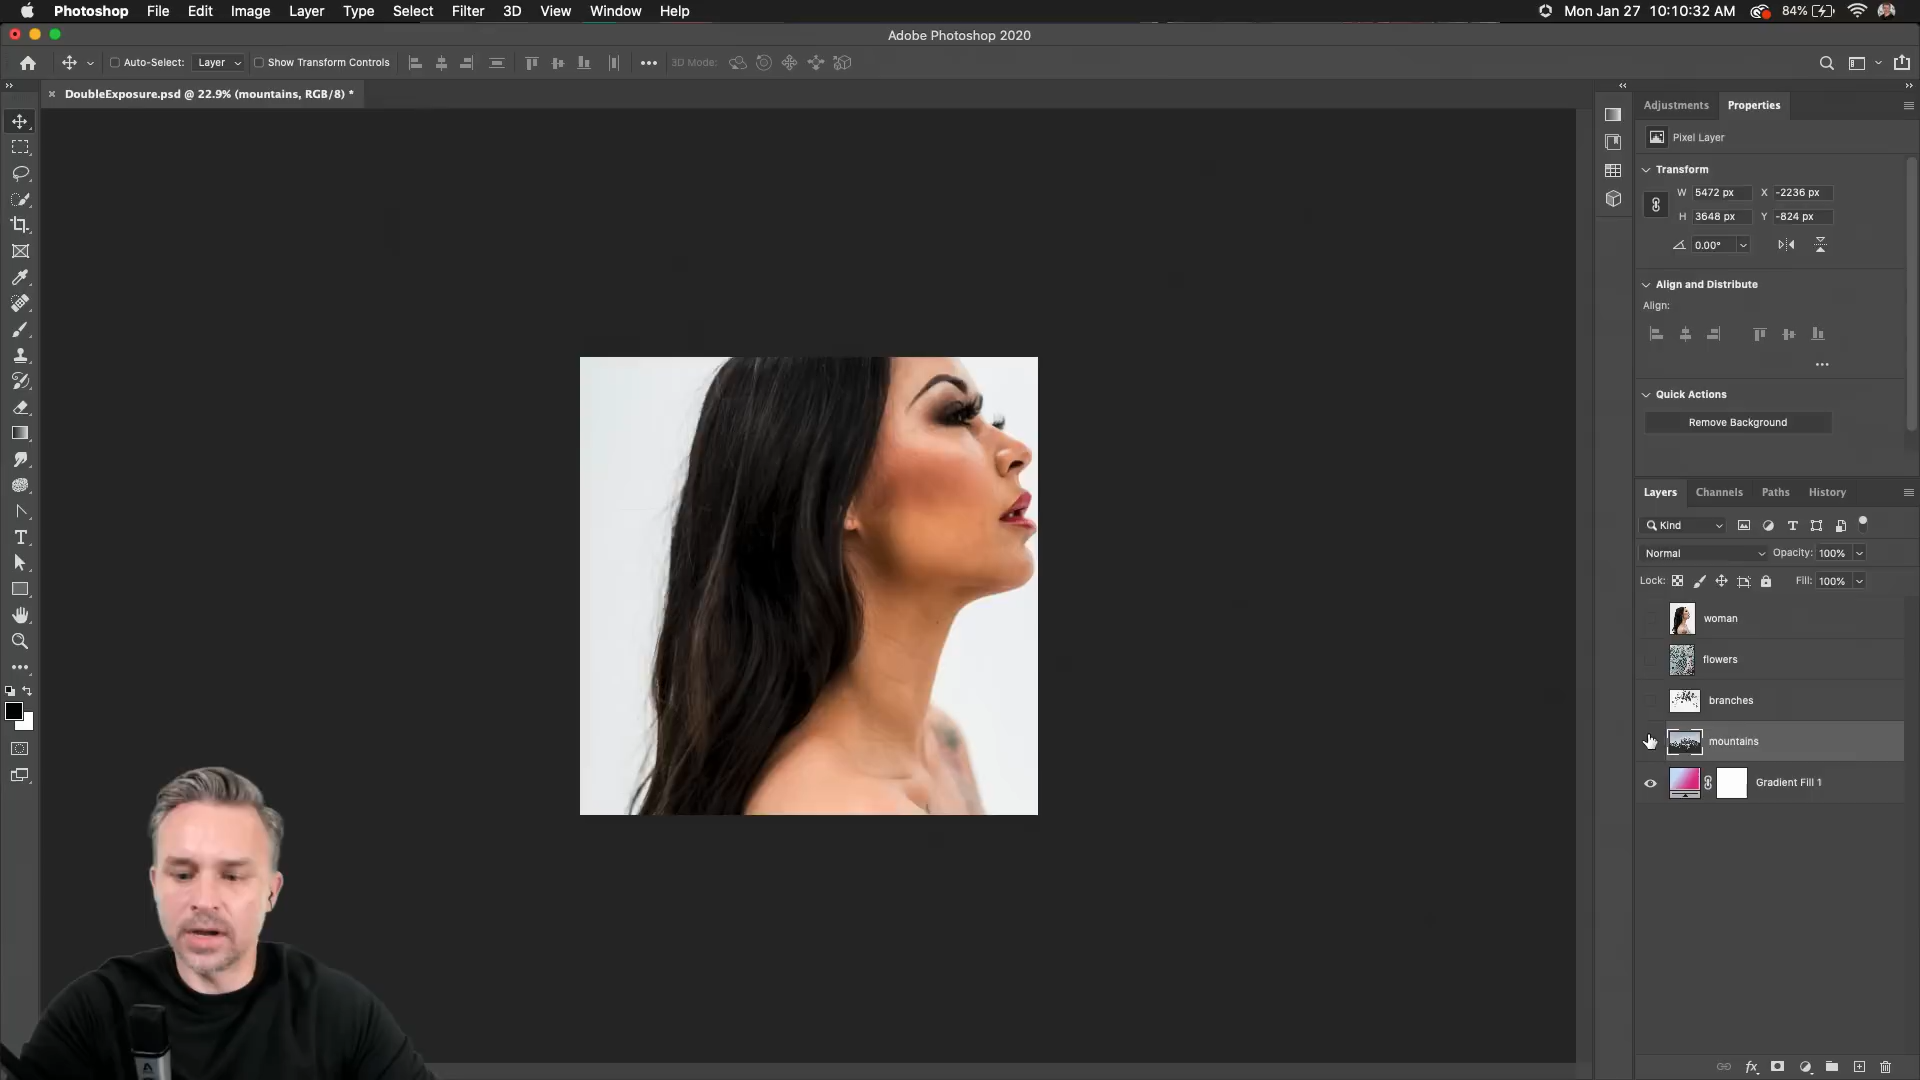 Photoshop File Edit Image Layer Type Select Filter 3D View Window Help Mon Jan 27 10:10:32 AM 84%
Adobe Photoshop 2020
Auto-Select: Layer Show Transform Controls 3D Mode:
DoubleExposure.psd @ 22.9% (mountains, RGB/8) *
Adjustments Properties
Pixel Layer
Transform
W 5472 px X -2236 px
H 3648 px Y -824 px
0.00°
Align and Distribute
Align:
Quick Actions
Remove Background
Layers Channels Paths History
Kind
Normal Opacity: 100%
Lock: Fill: 100%
woman
flowers
branches
mountains
Gradient Fill 1
fx